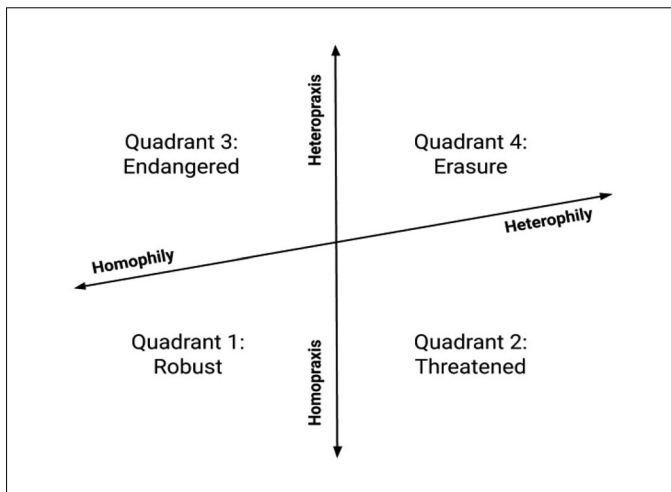 Heteropraxis
Quadrant 3:
Endangered
Quadrant 4:
Erasure
Homophily
Heterophily
Quadrant 1:
Robust
Homopraxis
Quadrant 2:
Threatened